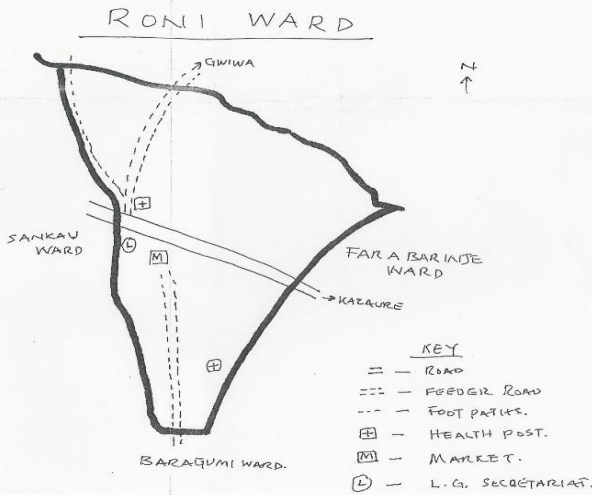 RONI WARD
GWIWA
N
SANKAU
WARD
L
M
FARA BARINJE
WARD
KAZAURE
KEY
— ROAD
— FEEDER ROAD
— FOOT PATHS.
— HEALTH POST.
M — MARKET.
L — L.G. SECRETARIAT.
BARAGUMI WARD.